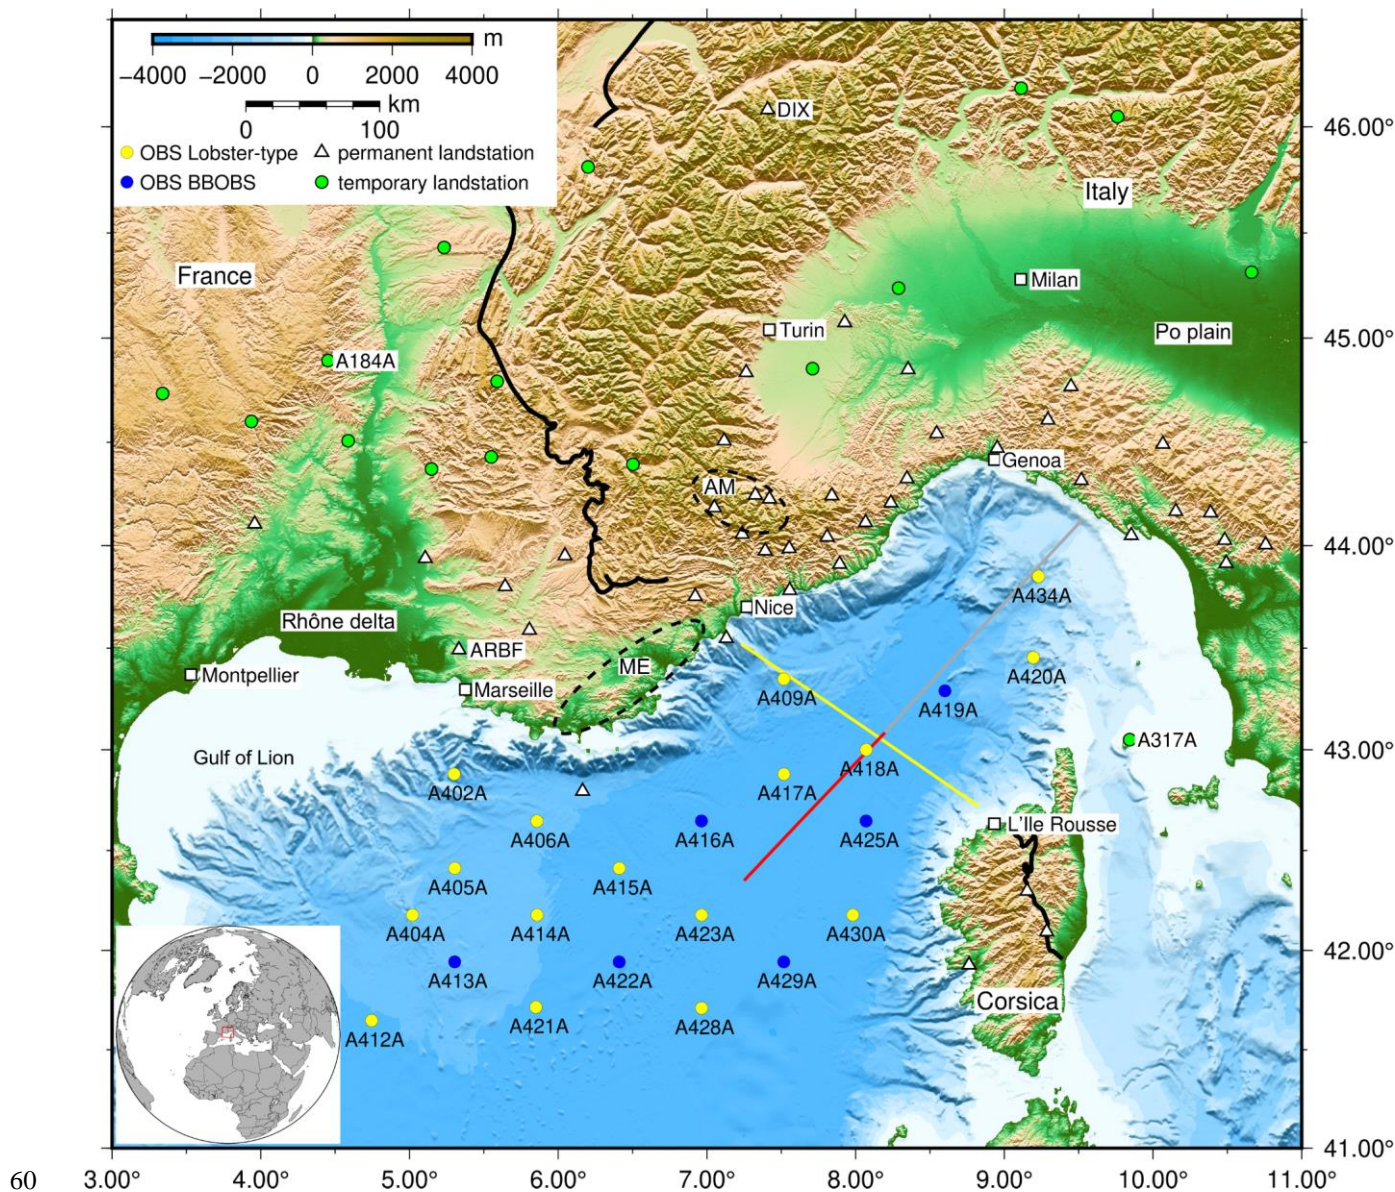 m
−4000 −2000 0 2000 4000
km
0 100
OBS Lobster-type permanent landstation
OBS BBOBS temporary landstation
DIX
46.00°
Italy
France
Milan
Turin
Po plain
45.00°
A184A
Genoa
AM
44.00°
A434A
Nice
Rhône delta
ARBF
ME
Montpellier
A420A
Marseille
A409A
A419A
A317A
Gulf of Lion
43.00°
A418A
A402A
A417A
L'Ile Rousse
A406A
A416A
A425A
A405A
A415A
A404A
A414A
A423A
A430A
42.00°
A413A
A422A
A429A
Corsica
A421A
A428A
A412A
41.00°
60
3.00° 4.00° 5.00° 6.00° 7.00° 8.00° 9.00° 10.00° 11.00°